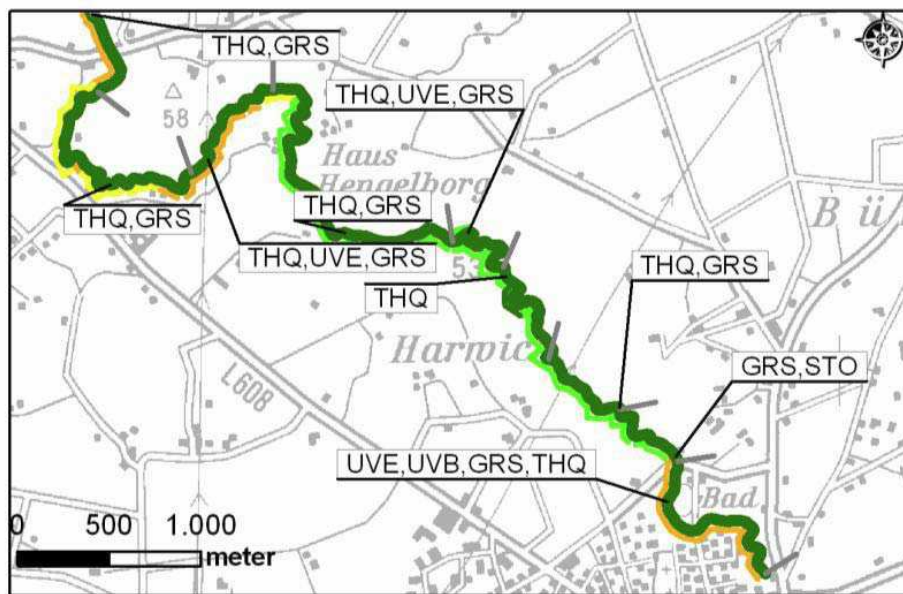 THQ,GRS
THQ,UVE,GRS
58
Haus
Hengelborg
THQ,GRS
THQ,GRS
THQ,UVE,GRS
53
THQ
THQ,GRS
B ü
Harwic
L608
GRS,STO
UVE,UVB,GRS,THQ
Bad
0 500 1.000
meter